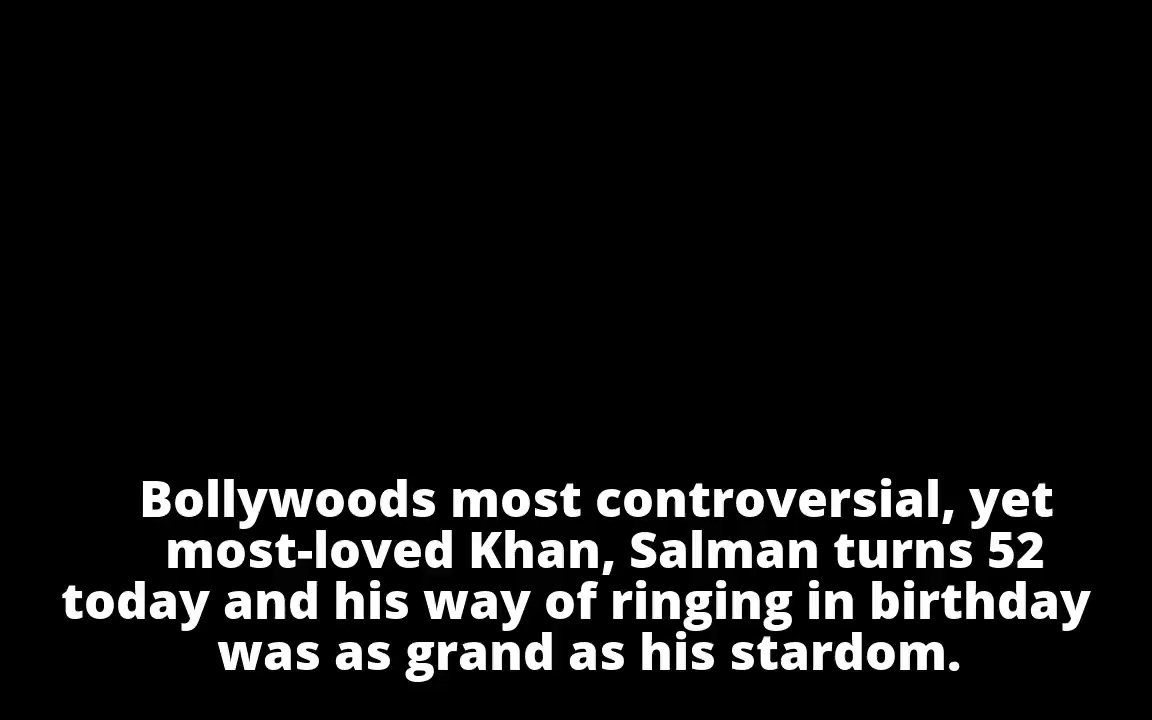 Bollywoods most controversial, yet
most-loved Khan, Salman turns 52
today and his way of ringing in birthday
was as grand as his stardom.